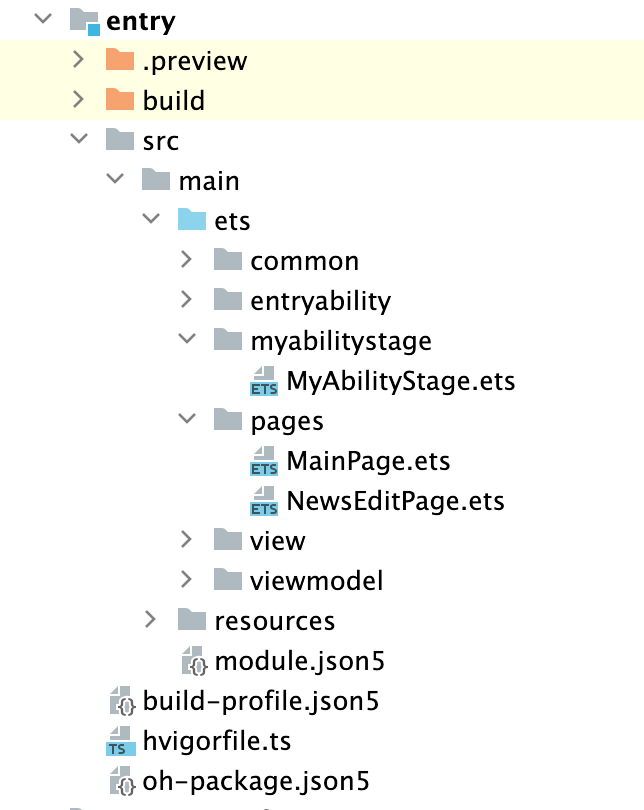 entry
.preview
build
src
main
ets
common
entryability
myabilitystage
ETS MyAbilityStage.ets
pages
ETS MainPage.ets
ETS NewsEditPage.ets
view
viewmodel
resources
{} module.json5
{} build-profile.json5
TS hvigorfile.ts
{} oh-package.json5